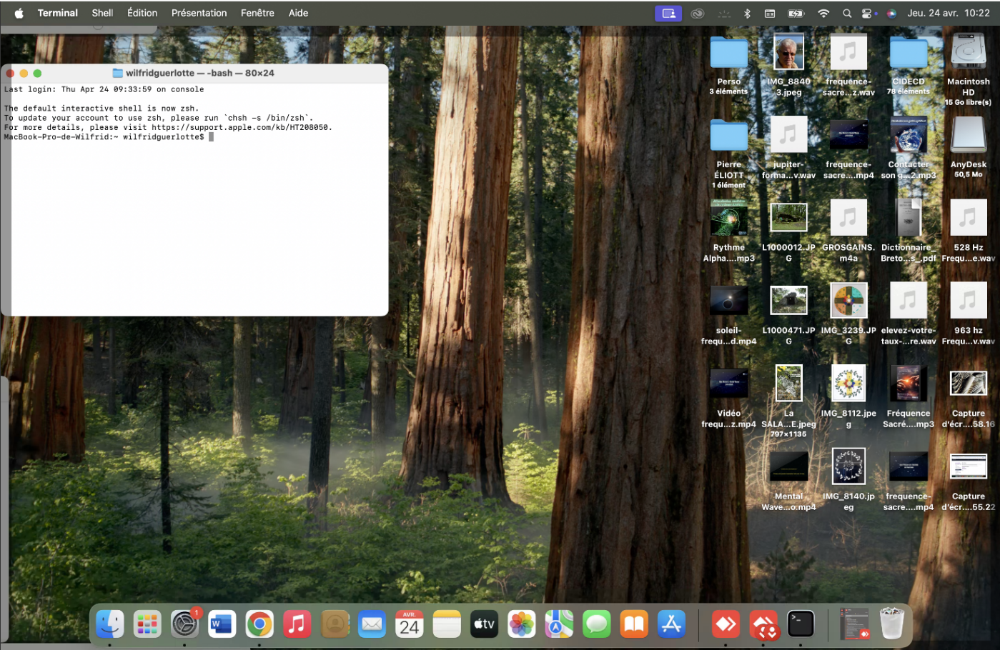 Terminal Shell Édition Présentation Fenêtre Aide
Jeu. 24 avr. 10:22
wilfridguerlotte — -bash — 80×24
Last login: Thu Apr 24 09:33:59 on console
The default interactive shell is now zsh.
To update your account to use zsh, please run `chsh -s /bin/zsh`.
For more details, please visit https://support.apple.com/kb/HT208050.
MacBook-Pro-de-Wilfrid:~ wilfridguerlotte$
Perso
3 éléments
IMG_8840
3.jpeg
frequence-
sacre...z.wav
CIDECD
78 éléments
Macintosh
HD
15 Go libre(s)
Pierre
ÉLIOTT
1 élément
jupiter-
forma...v.wav
frequence-
sacre....mp4
Contacter
son g...2.mp3
AnyDesk
50,5 Mo
Rythme
Alpha....mp3
L1000012.JP
G
GROSGAINS.
m4a
Dictionnaire_
Breto...s_.pdf
528 Hz
Frequ...e.wav
soleil-
frequ...d.mp4
L1000471.JP
G
IMG_3239.JP
G
elevez-votre-
taux-...re.wav
963 hz
Frequ...v.wav
Vidéo
frequ...z.mp4
La
SALA...E.jpeg
797×1135
IMG_8112.jpe
g
Fréquence
Sacré....mp3
Capture
d'écr....58.16
Mental
Wave...o.mp4
IMG_8140.jp
eg
frequence-
sacre....mp4
Capture
d'écr....55.22
1
W
AVR.
24
tv
>_